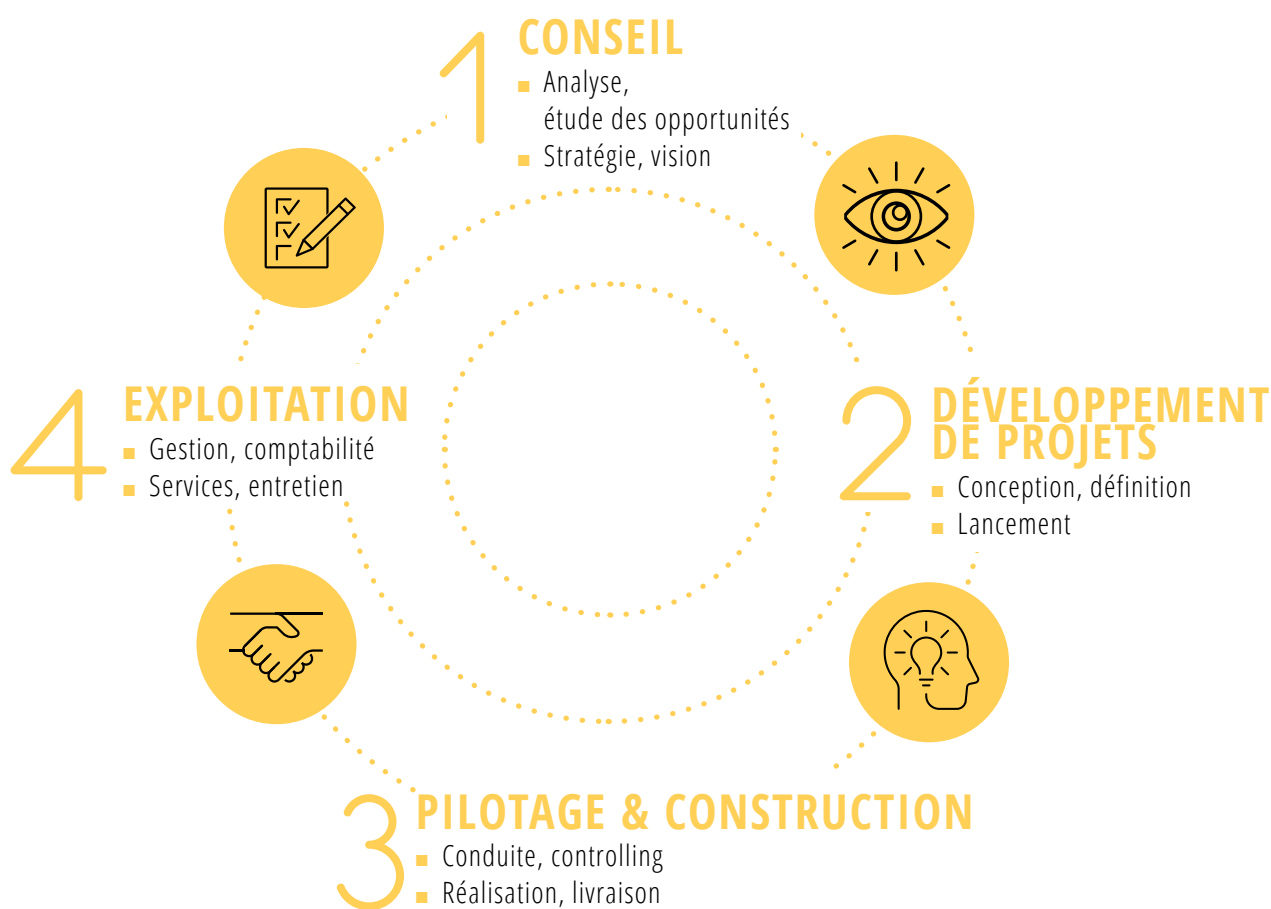 1
CONSEIL
Analyse,
étude des opportunités
Stratégie, vision
2
DÉVELOPPEMENT
DE PROJETS
Conception, définition
Lancement
3
PILOTAGE & CONSTRUCTION
Conduite, controlling
Réalisation, livraison
4
EXPLOITATION
Gestion, comptabilité
Services, entretien